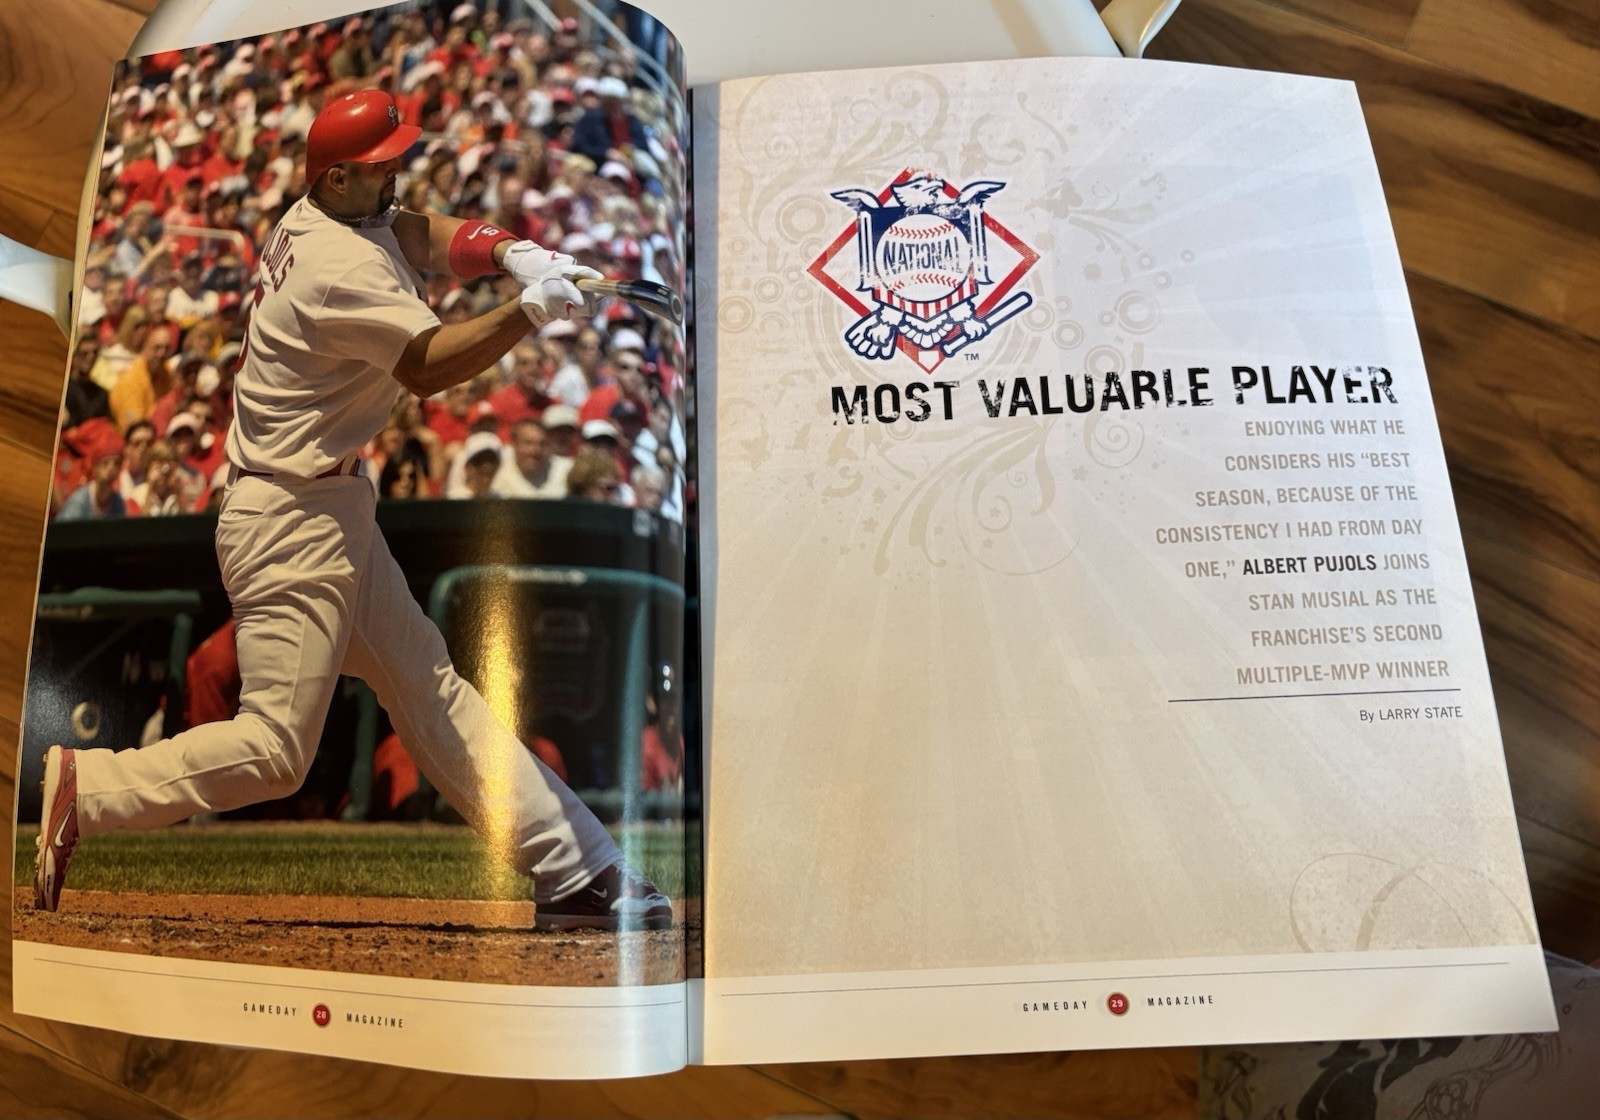 5
GAMEDAY 28 MAGAZINE
NATIONAL
TM
MOST VALUABLE PLAYER
ENJOYING WHAT HE
CONSIDERS HIS “BEST
SEASON, BECAUSE OF THE
CONSISTENCY I HAD FROM DAY
ONE,” ALBERT PUJOLS JOINS
STAN MUSIAL AS THE
FRANCHISE’S SECOND
MULTIPLE-MVP WINNER
By LARRY STATE
GAMEDAY 29 MAGAZINE